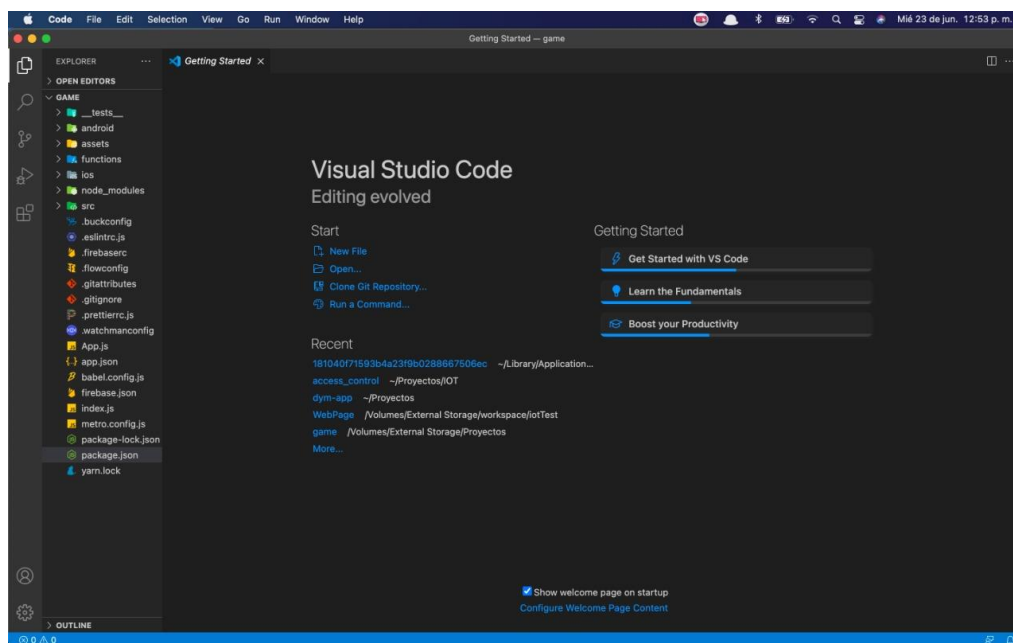 Code File Edit Selection View Go Run Window Help Mié 23 de jun. 12:53 p. m.
Getting Started — game
EXPLORER ···
Getting Started ×
OPEN EDITORS
GAME
__tests__
android
assets
functions
ios
node_modules
src
.buckconfig
.eslintrc.js
.firebaserc
.flowconfig
.gitattributes
.gitignore
.prettierrc.js
.watchmanconfig
App.js
app.json
babel.config.js
firebase.json
index.js
metro.config.js
package-lock.json
package.json
yarn.lock
OUTLINE
0 0
Visual Studio Code
Editing evolved
Start
New File
Open...
Clone Git Repository...
Run a Command...
Recent
181040f71593b4a23f9b0288667506ec ~/Library/Application...
access_control ~/Proyectos/IOT
dym-app ~/Proyectos
WebPage /Volumes/External Storage/workspace/iotTest
game /Volumes/External Storage/Proyectos
More...
Getting Started
Get Started with VS Code
Learn the Fundamentals
Boost your Productivity
Show welcome page on startup
Configure Welcome Page Content